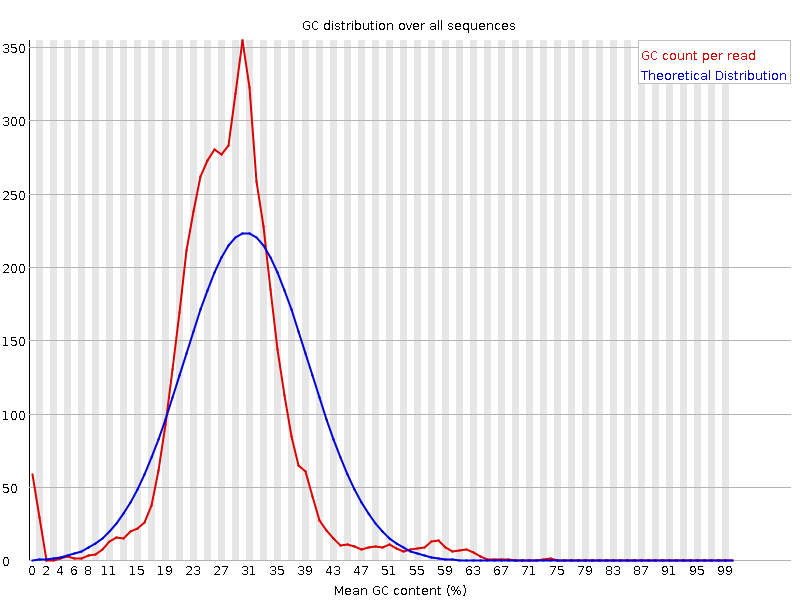 GC distribution over all sequences
GC count per read
Theoretical Distribution
350
300
250
200
150
100
50
0
0 2 4 6 8 11 15 19 23 27 31 35 39 43 47 51 55 59 63 67 71 75 79 83 87 91 95 99
Mean GC content (%)